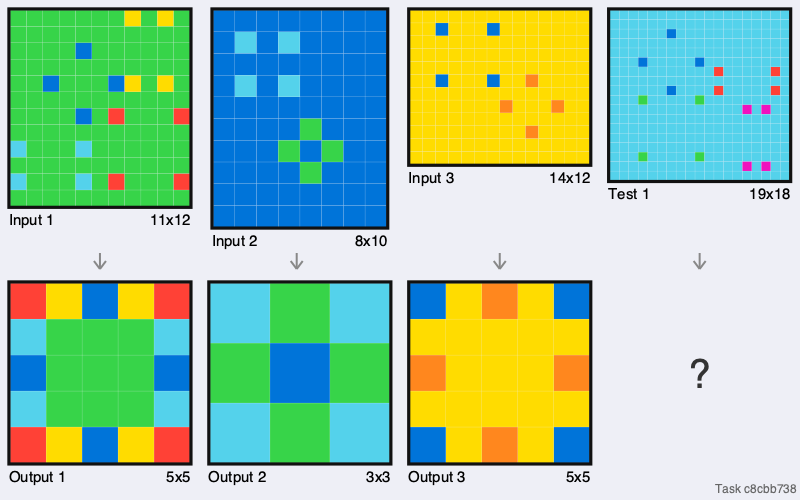 Input 1 11x12
Input 2 8x10
Input 3 14x12
Test 1 19x18
?
Output 1 5x5
Output 2 3x3
Output 3 5x5
Task c8cbb738